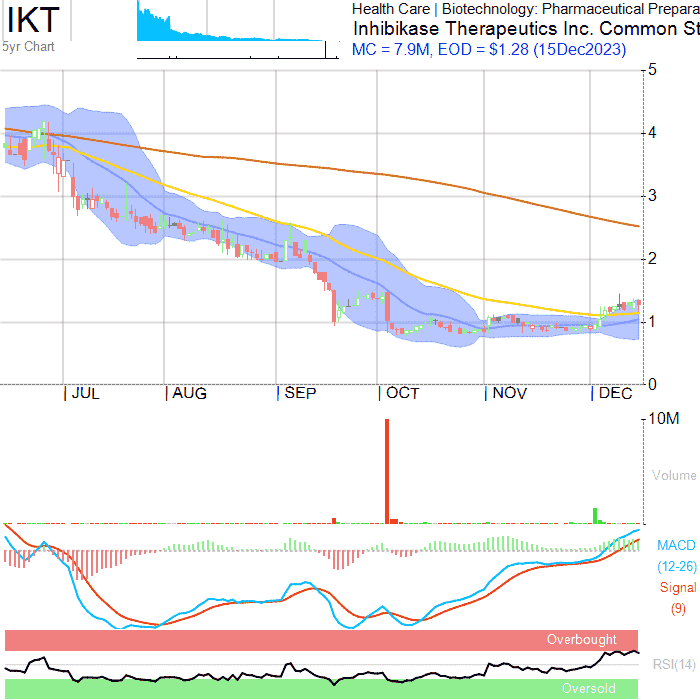 IKT
5yr Chart
Health Care | Biotechnology: Pharmaceutical Prepara
Inhibikase Therapeutics Inc. Common St
MC = 7.9M, EOD = $1.28 (15Dec2023)
5
4
3
2
1
0
JUL AUG SEP OCT NOV DEC
10M
Volume
MACD
(12-26)
Signal
(9)
Overbought
RSI(14)
Oversold